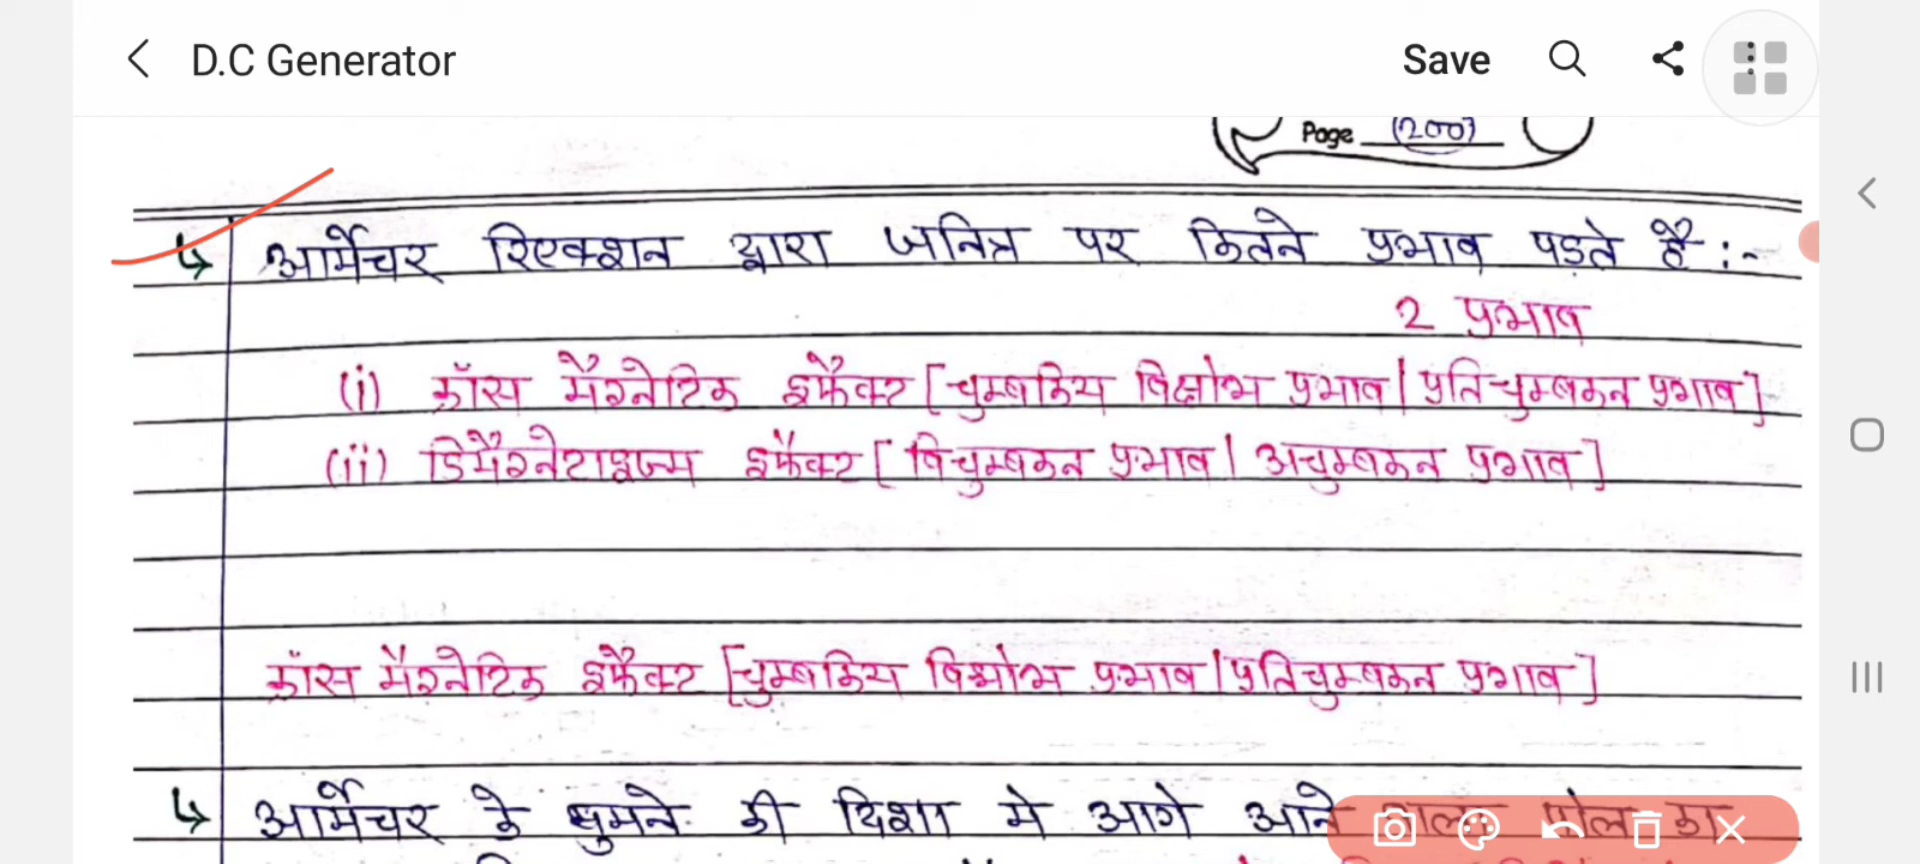 D.C Generator
Save
Page (200)
आर्मेचर रिएक्शन द्वारा जनित्र पर कितने प्रभाव पड़ते है :-
2 प्रभाव
(i) क्रॉस मैग्नेटिक इफैक्ट [चुम्बकिय विक्षोभ प्रभाव | प्रतिचुम्बकन प्रभाव]
(ii) डिमैग्नेटाइज्म इफैक्ट [विचुम्बकन प्रभाव | अचुम्बकन प्रभाव]
क्रॉस मैग्नेटिक इफैक्ट [चुम्बकिय विक्षोभ प्रभाव | प्रतिचुम्बकन प्रभाव]
आर्मेचर के घुमने की दिशा मे आगे आने वाला पोल का